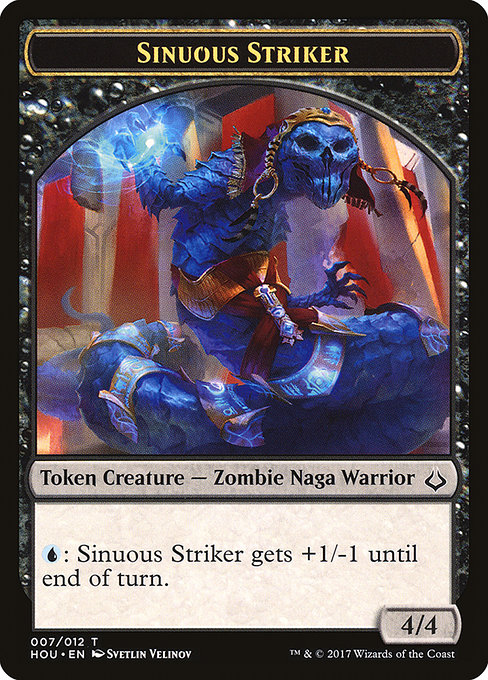 Sinuous Striker
Token Creature — Zombie Naga Warrior
: Sinuous Striker gets +1/-1 until
end of turn.
4/4
007/012 T
HOU • EN Svetlin Velinov
™ & © 2017 Wizards of the Coast